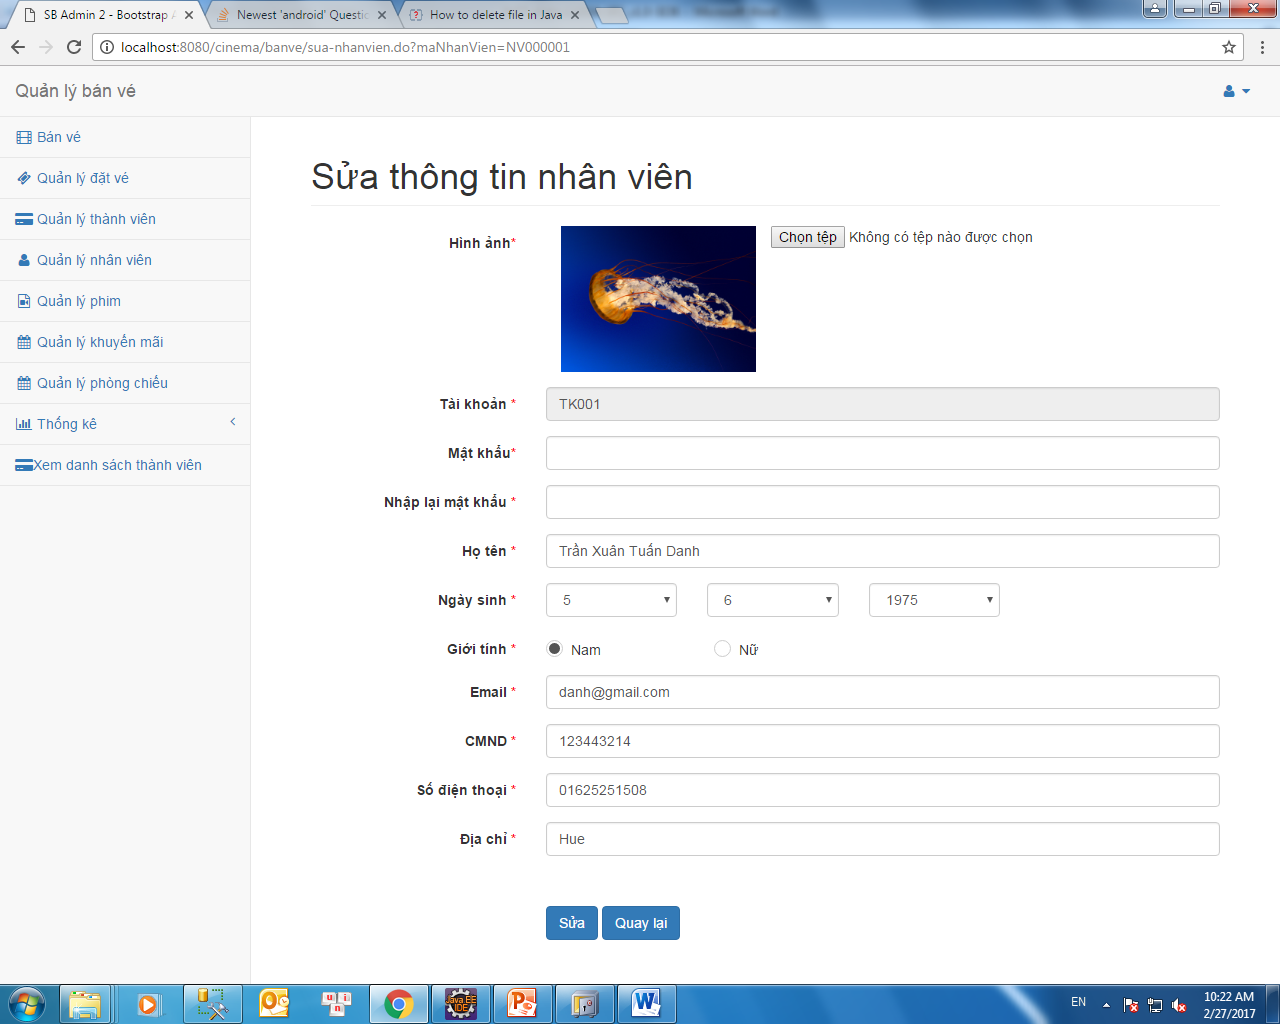 SB Admin 2 - Bootstrap A
Newest 'android' Questio
How to delete file in Java
localhost:8080/cinema/banve/sua-nhanvien.do?maNhanVien=NV000001
Quản lý bán vé
Bán vé
Quản lý đặt vé
Quản lý thành viên
Quản lý nhân viên
Quản lý phim
Quản lý khuyến mãi
Quản lý phòng chiếu
Thống kê
Xem danh sách thành viên
Sửa thông tin nhân viên
Hình ảnh*
Chọn tệp Không có tệp nào được chọn
Tài khoản * TK001
Mật khẩu*
Nhập lại mật khẩu *
Họ tên * Trần Xuân Tuấn Danh
Ngày sinh * 5 6 1975
Giới tính * Nam Nữ
Email * danh@gmail.com
CMND * 123443214
Số điện thoại * 01625251508
Địa chỉ * Hue
Sửa Quay lại
Java EE
IDE
EN
10:22 AM
2/27/2017